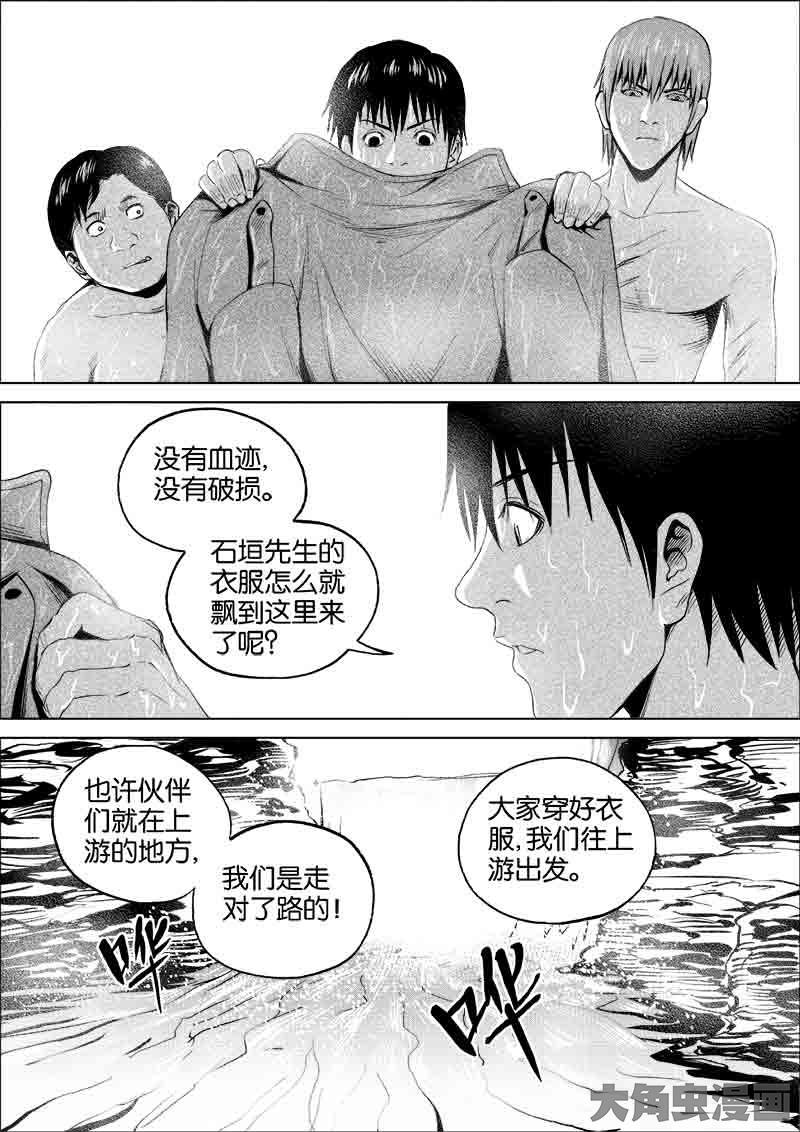 没有血迹,
没有破损。
石垣先生的
衣服怎么就
飘到这里来
了呢?
也许伙伴
们就在上
游的地方,
我们是走
对了路的!
大家穿好衣
服,我们往上
游出发。
哗
哗
大角虫漫画